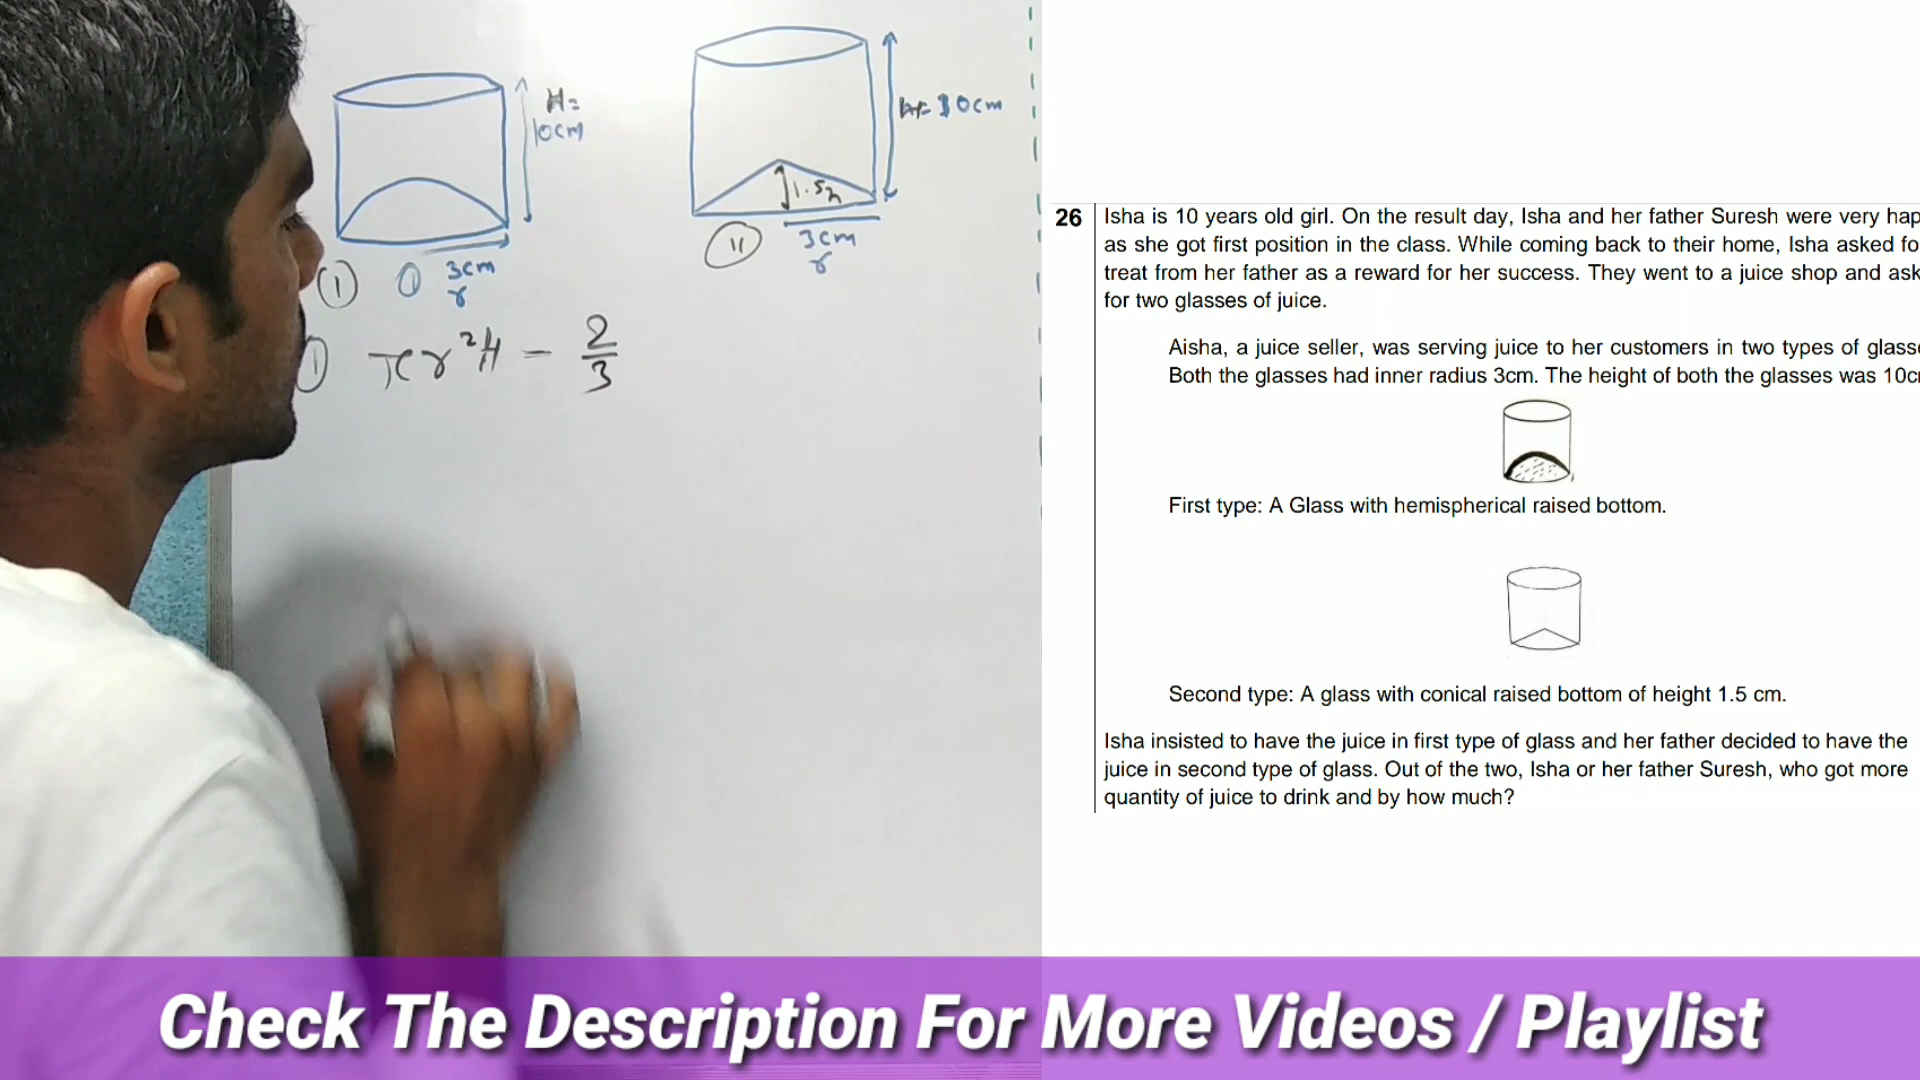 H=
10cm
h= 10cm
1.5h
3cm
r
11
3cm
r
1
1
1
πr²H - 2/3
26
Isha is 10 years old girl. On the result day, Isha and her father Suresh were very hap
as she got first position in the class. While coming back to their home, Isha asked fo
treat from her father as a reward for her success. They went to a juice shop and ask
for two glasses of juice.
Aisha, a juice seller, was serving juice to her customers in two types of glass
Both the glasses had inner radius 3cm. The height of both the glasses was 10c
First type: A Glass with hemispherical raised bottom.
Second type: A glass with conical raised bottom of height 1.5 cm.
Isha insisted to have the juice in first type of glass and her father decided to have the
juice in second type of glass. Out of the two, Isha or her father Suresh, who got more
quantity of juice to drink and by how much?
Check The Description For More Videos / Playlist